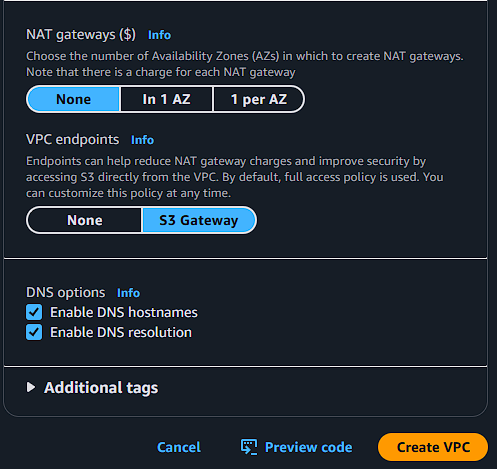 NAT gateways ($) Info
Choose the number of Availability Zones (AZs) in which to create NAT gateways.
Note that there is a charge for each NAT gateway
None In 1 AZ 1 per AZ
VPC endpoints Info
Endpoints can help reduce NAT gateway charges and improve security by
accessing S3 directly from the VPC. By default, full access policy is used. You
can customize this policy at any time.
None S3 Gateway
DNS options Info
Enable DNS hostnames
Enable DNS resolution
Additional tags
Cancel Preview code Create VPC